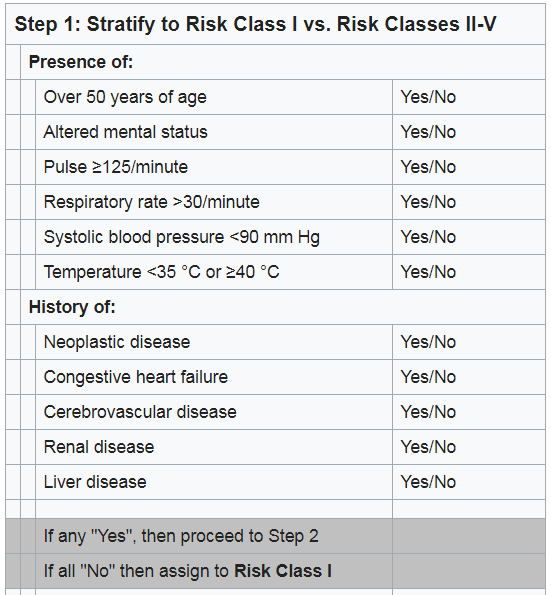 Step 1: Stratify to Risk Class I vs. Risk Classes II-V
Presence of:
Over 50 years of age Yes/No
Altered mental status Yes/No
Pulse ≥125/minute Yes/No
Respiratory rate >30/minute Yes/No
Systolic blood pressure <90 mm Hg Yes/No
Temperature <35 °C or ≥40 °C Yes/No
History of:
Neoplastic disease Yes/No
Congestive heart failure Yes/No
Cerebrovascular disease Yes/No
Renal disease Yes/No
Liver disease Yes/No
If any "Yes", then proceed to Step 2
If all "No" then assign to Risk Class I